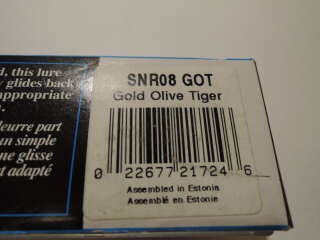 SNR08 GOT
Gold Olive Tiger
0 22677 21724 6
Assembled in Estonia
Assemblé en Estonie
d, this lure
glides back
appropriate
eurre part
un simple
ne glisse
t adapté